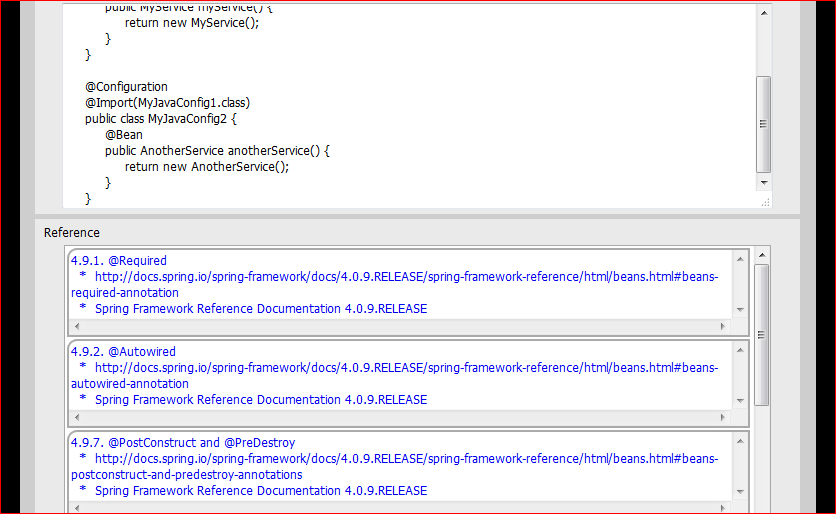 public MyService myService() {
return new MyService();
}
}
@Configuration
@Import(MyJavaConfig1.class)
public class MyJavaConfig2 {
@Bean
public AnotherService anotherService() {
return new AnotherService();
}
}
Reference
4.9.1. @Required
* http://docs.spring.io/spring-framework/docs/4.0.9.RELEASE/spring-framework-reference/html/beans.html#beans-
required-annotation
* Spring Framework Reference Documentation 4.0.9.RELEASE
4.9.2. @Autowired
* http://docs.spring.io/spring-framework/docs/4.0.9.RELEASE/spring-framework-reference/html/beans.html#beans-
autowired-annotation
* Spring Framework Reference Documentation 4.0.9.RELEASE
4.9.7. @PostConstruct and @PreDestroy
* http://docs.spring.io/spring-framework/docs/4.0.9.RELEASE/spring-framework-reference/html/beans.html#beans-
postconstruct-and-predestroy-annotations
* Spring Framework Reference Documentation 4.0.9.RELEASE